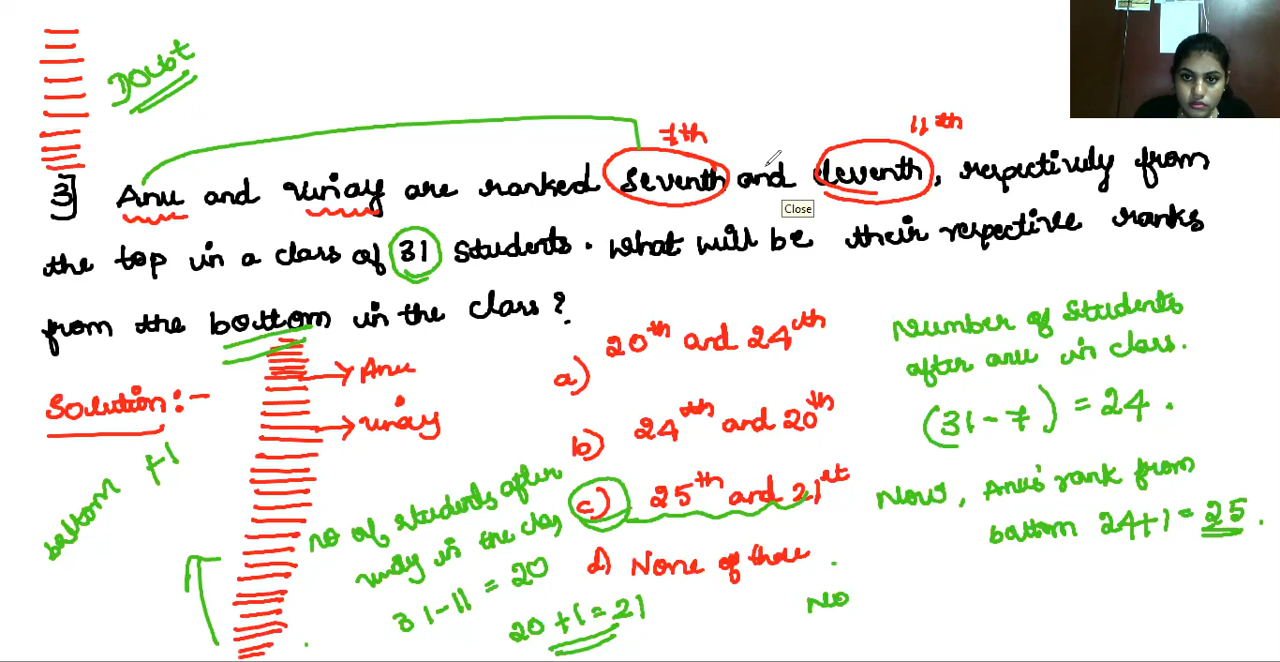 Doubt
7th
11th
3] Anu and Vinay are ranked Seventh and eleventh, repectively from
the top in a class of 31 Students. What will be their respective ranks
from the bottom in the class?
Close
Solution:-
Anu
Vinay
bottom +1
a) 20th and 24th
b) 24th and 20th
c) 25th and 21st
d) None of these.
No of students after
Vinay in the class
31-11 = 20
20+1=21
Number of Students
after anu in class.
(31-7) = 24.
Now, Anu's rank from
bottom 24+1=25.
No